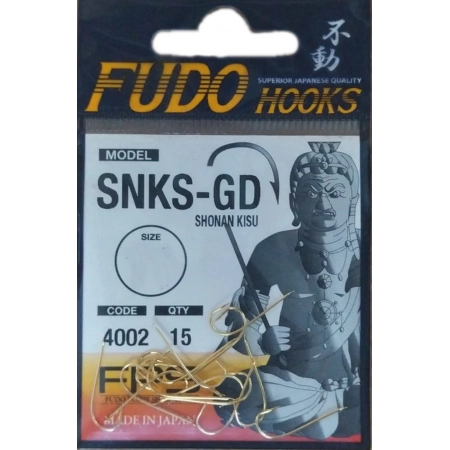 不動
SUPERIOR JAPANESE QUALITY
FUDO HOOKS
MODEL
SNKS-GD
SHONAN KISU
SIZE
CODE QTY
4002 15
MADE IN JAPAN